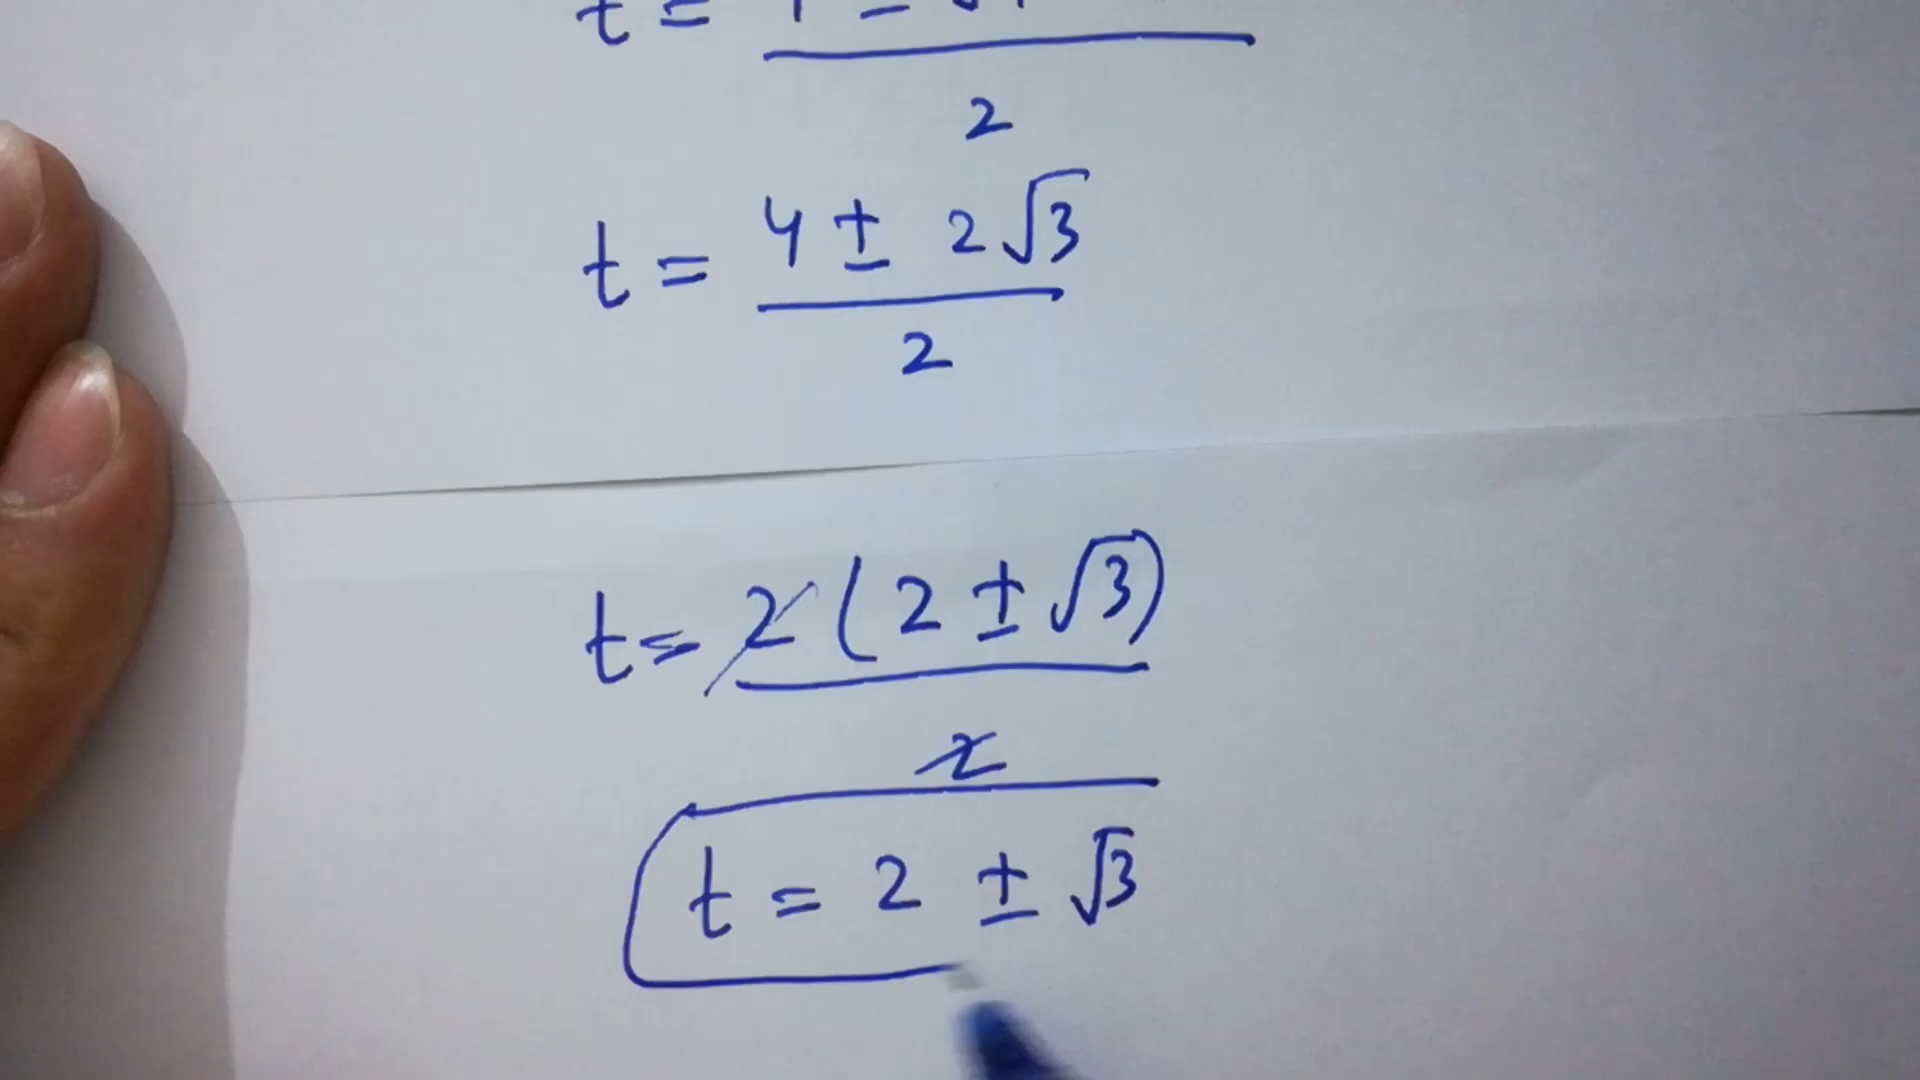 t =
2
t = 4 ± 2√3
2
t = 2 (2 ± √3)
2
t = 2 ± √3